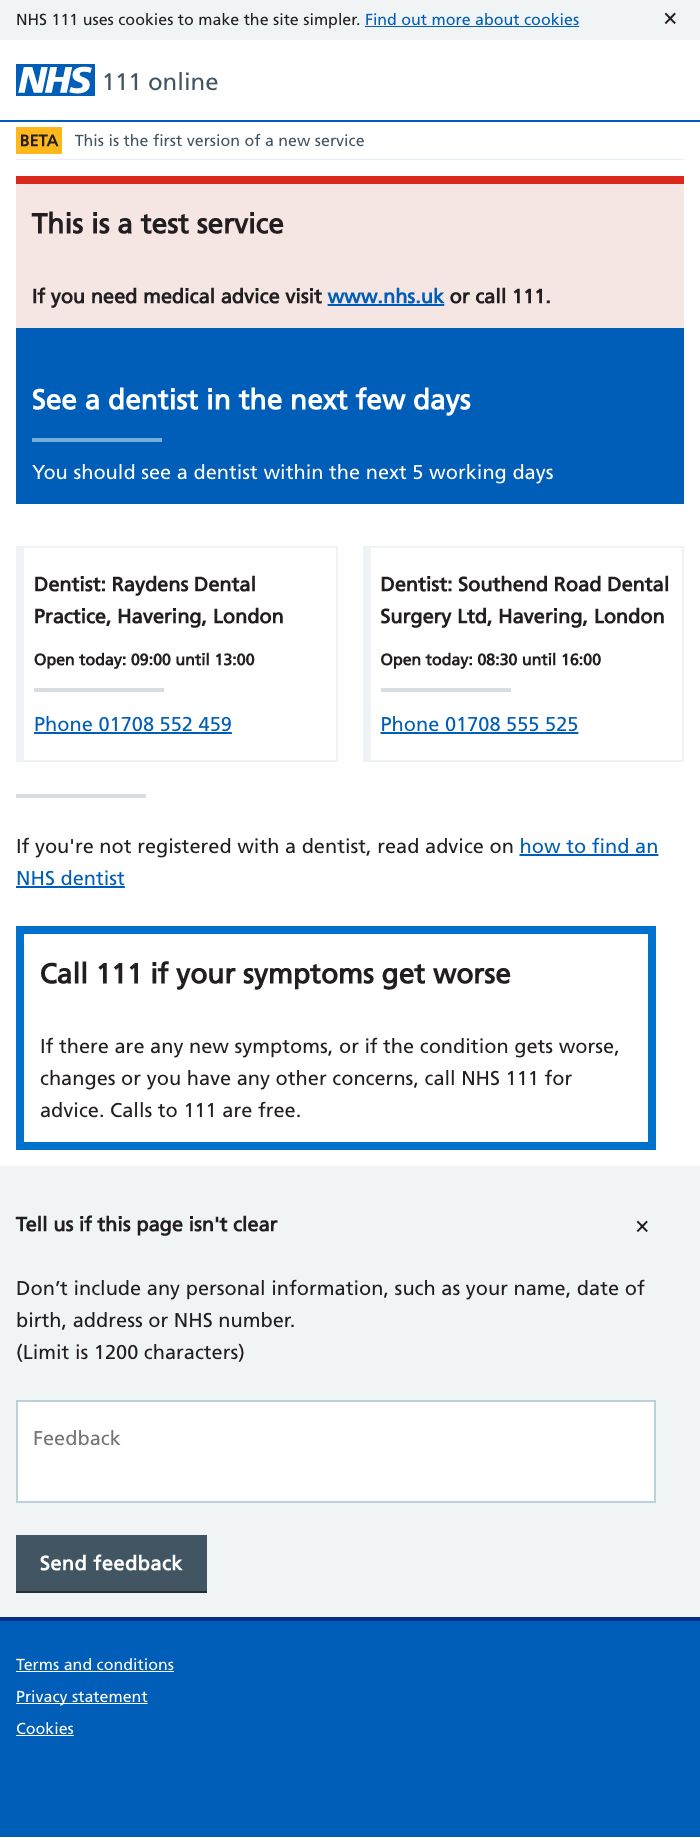 NHS 111 uses cookies to make the site simpler. Find out more about cookies ✕
NHS 111 online
BETA This is the first version of a new service
This is a test service
If you need medical advice visit www.nhs.uk or call 111.
See a dentist in the next few days
You should see a dentist within the next 5 working days
Dentist: Raydens Dental
Practice, Havering, London
Open today: 09:00 until 13:00
Phone 01708 552 459
Dentist: Southend Road Dental
Surgery Ltd, Havering, London
Open today: 08:30 until 16:00
Phone 01708 555 525
If you're not registered with a dentist, read advice on how to find an
NHS dentist
Call 111 if your symptoms get worse
If there are any new symptoms, or if the condition gets worse,
changes or you have any other concerns, call NHS 111 for
advice. Calls to 111 are free.
Tell us if this page isn't clear ✕
Don’t include any personal information, such as your name, date of
birth, address or NHS number.
(Limit is 1200 characters)
Feedback
Send feedback
Terms and conditions
Privacy statement
Cookies